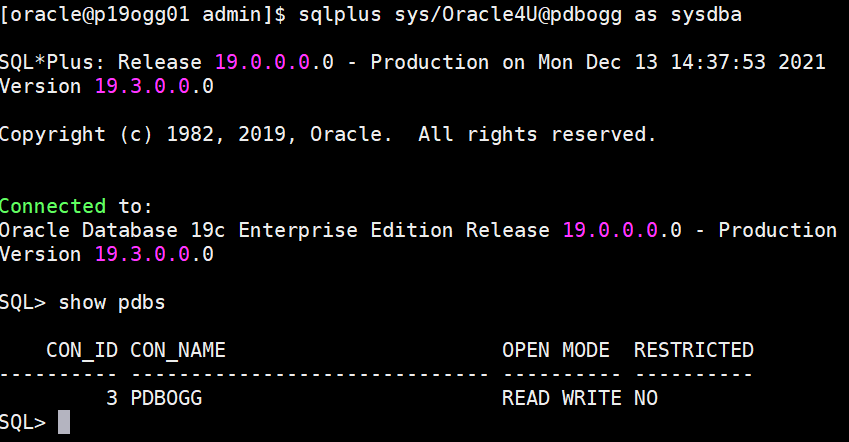 [oracle@p19ogg01 admin]$ sqlplus sys/Oracle4U@pdbogg as sysdba
SQL*Plus: Release 19.0.0.0.0 - Production on Mon Dec 13 14:37:53 2021
Version 19.3.0.0.0
Copyright (c) 1982, 2019, Oracle.  All rights reserved.
Connected to:
Oracle Database 19c Enterprise Edition Release 19.0.0.0.0 - Production
Version 19.3.0.0.0
SQL> show pdbs
    CON_ID CON_NAME                       OPEN MODE  RESTRICTED
---------- ------------------------------ ---------- ----------
         3 PDBOGG                         READ WRITE NO
SQL>